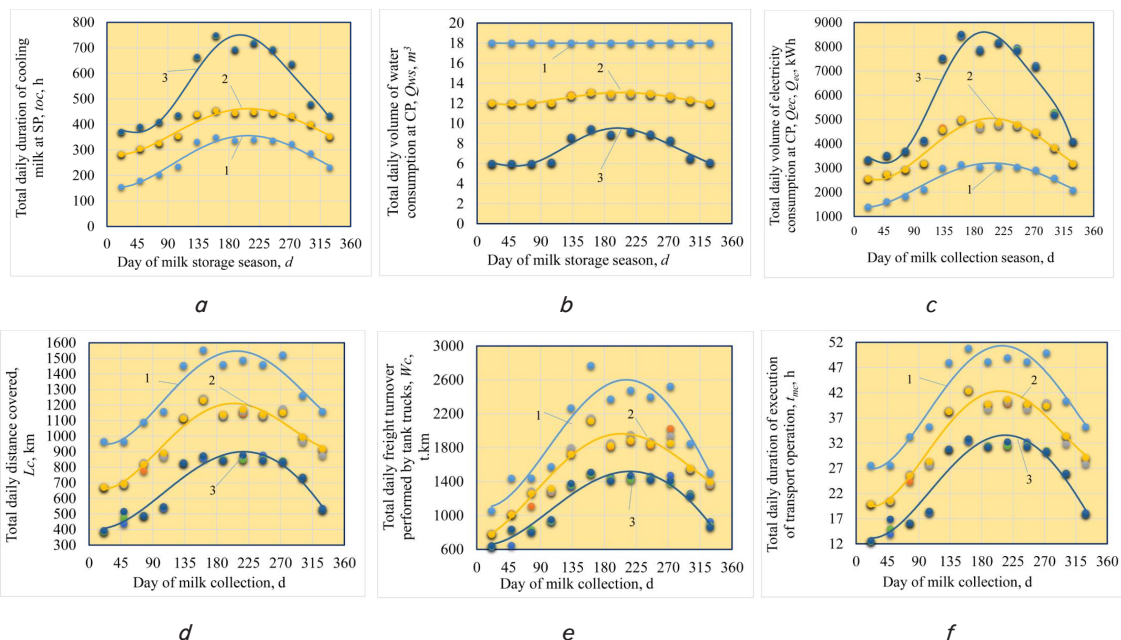 Total daily duration of cooling
milk at SP, toc, h
800
700
600
500
400
300
200
100
0
3
2
1
0 45 90 135 180 225 270 315 360
Day of milk storage season, d
a
Total daily volume of water
consumption at CP, Qws, m³
20
18
16
14
12
10
8
6
4
2
0
1
2
3
0 45 90 135 180 225 270 315 360
Day of milk storage season, d
b
Total daily volume of electricity
consumption at CP, Qec, Qec, kWh
9000
8000
7000
6000
5000
4000
3000
2000
1000
3
2
1
0 45 90 135 180 225 270 315 360
Day of milk collection season, d
c
Total daily distance covered,
Lc, km
1600
1500
1400
1300
1200
1100
1000
900
800
700
600
500
400
300
1
2
3
0 45 90 135 180 225 270 315 360
Day of milk collection, d
d
Total daily freight turnover
perfomed by tank trucks, Wc,
t.km
3000
2600
2200
1800
1400
1000
600
1
2
3
0 45 90 135 180 225 270 315 360
Day of milk collection, d
e
Total daily duration of execution
of transport operation, tmc, h
52
47
42
37
32
27
22
17
12
1
2
3
0 45 90 135 180 225 270 315 360
Day of milk collection, d
f